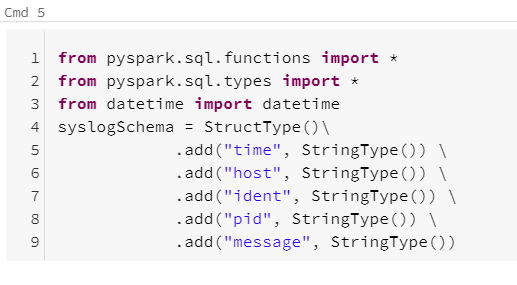 Cmd 5
1 from pyspark.sql.functions import *
2 from pyspark.sql.types import *
3 from datetime import datetime
4 syslogSchema = StructType()\
5             .add("time", StringType()) \
6             .add("host", StringType()) \
7             .add("ident", StringType()) \
8             .add("pid", StringType()) \
9             .add("message", StringType())